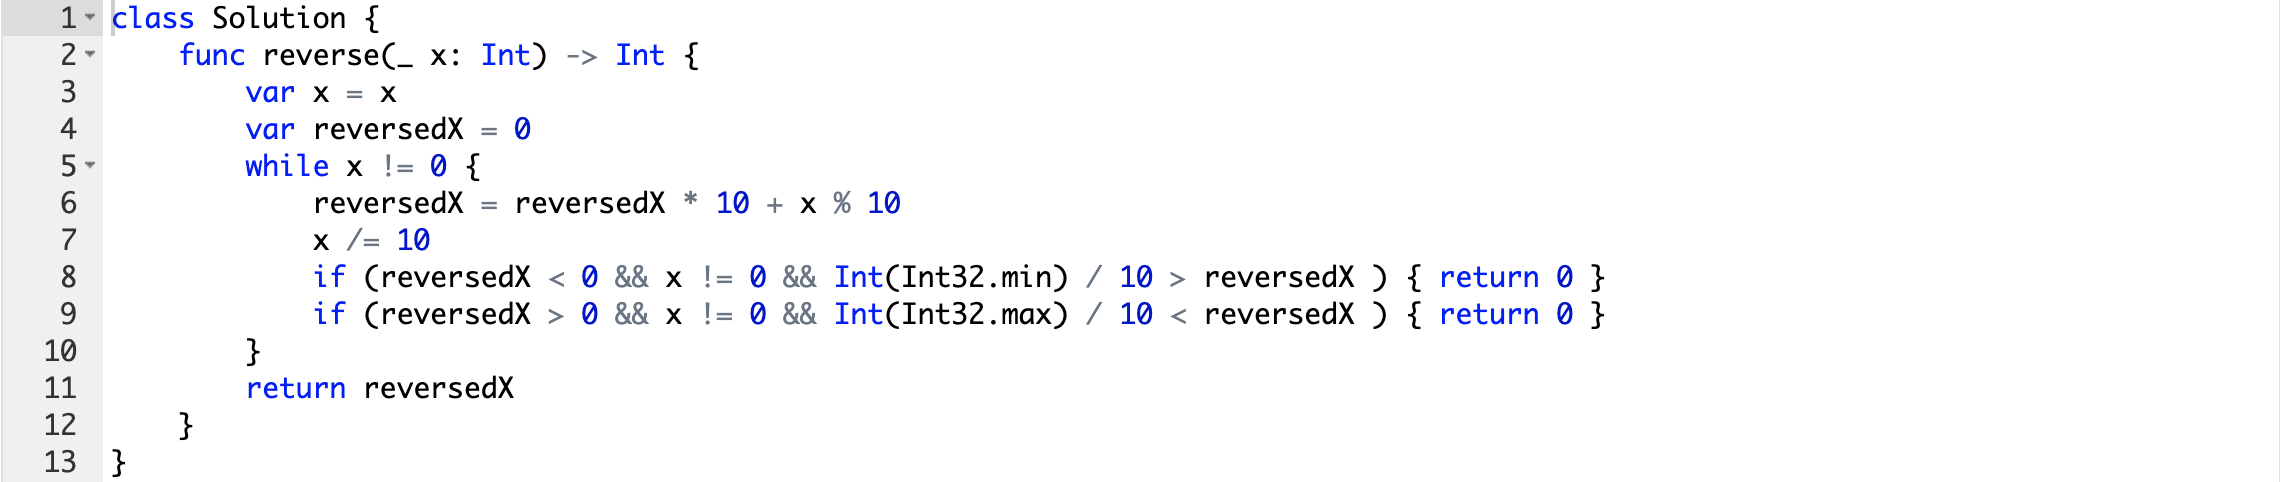 1 class Solution {
2     func reverse(_ x: Int) -> Int {
3         var x = x
4         var reversedX = 0
5         while x != 0 {
6             reversedX = reversedX * 10 + x % 10
7             x /= 10
8             if (reversedX < 0 && x != 0 && Int(Int32.min) / 10 > reversedX ) { return 0 }
9             if (reversedX > 0 && x != 0 && Int(Int32.max) / 10 < reversedX ) { return 0 }
10         }
11         return reversedX
12     }
13 }